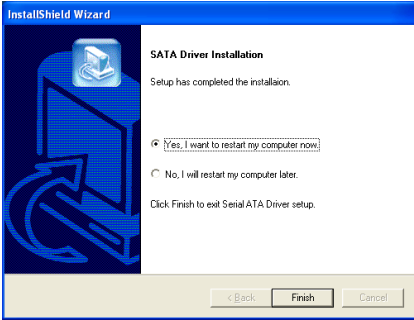 InstallShield Wizard
SATA Driver Installation
Setup has completed the installaion.
Yes, I want to restart my computer now.
No, I will restart my computer later.
Click Finish to exit Serial ATA Driver setup.
< Back Finish Cancel